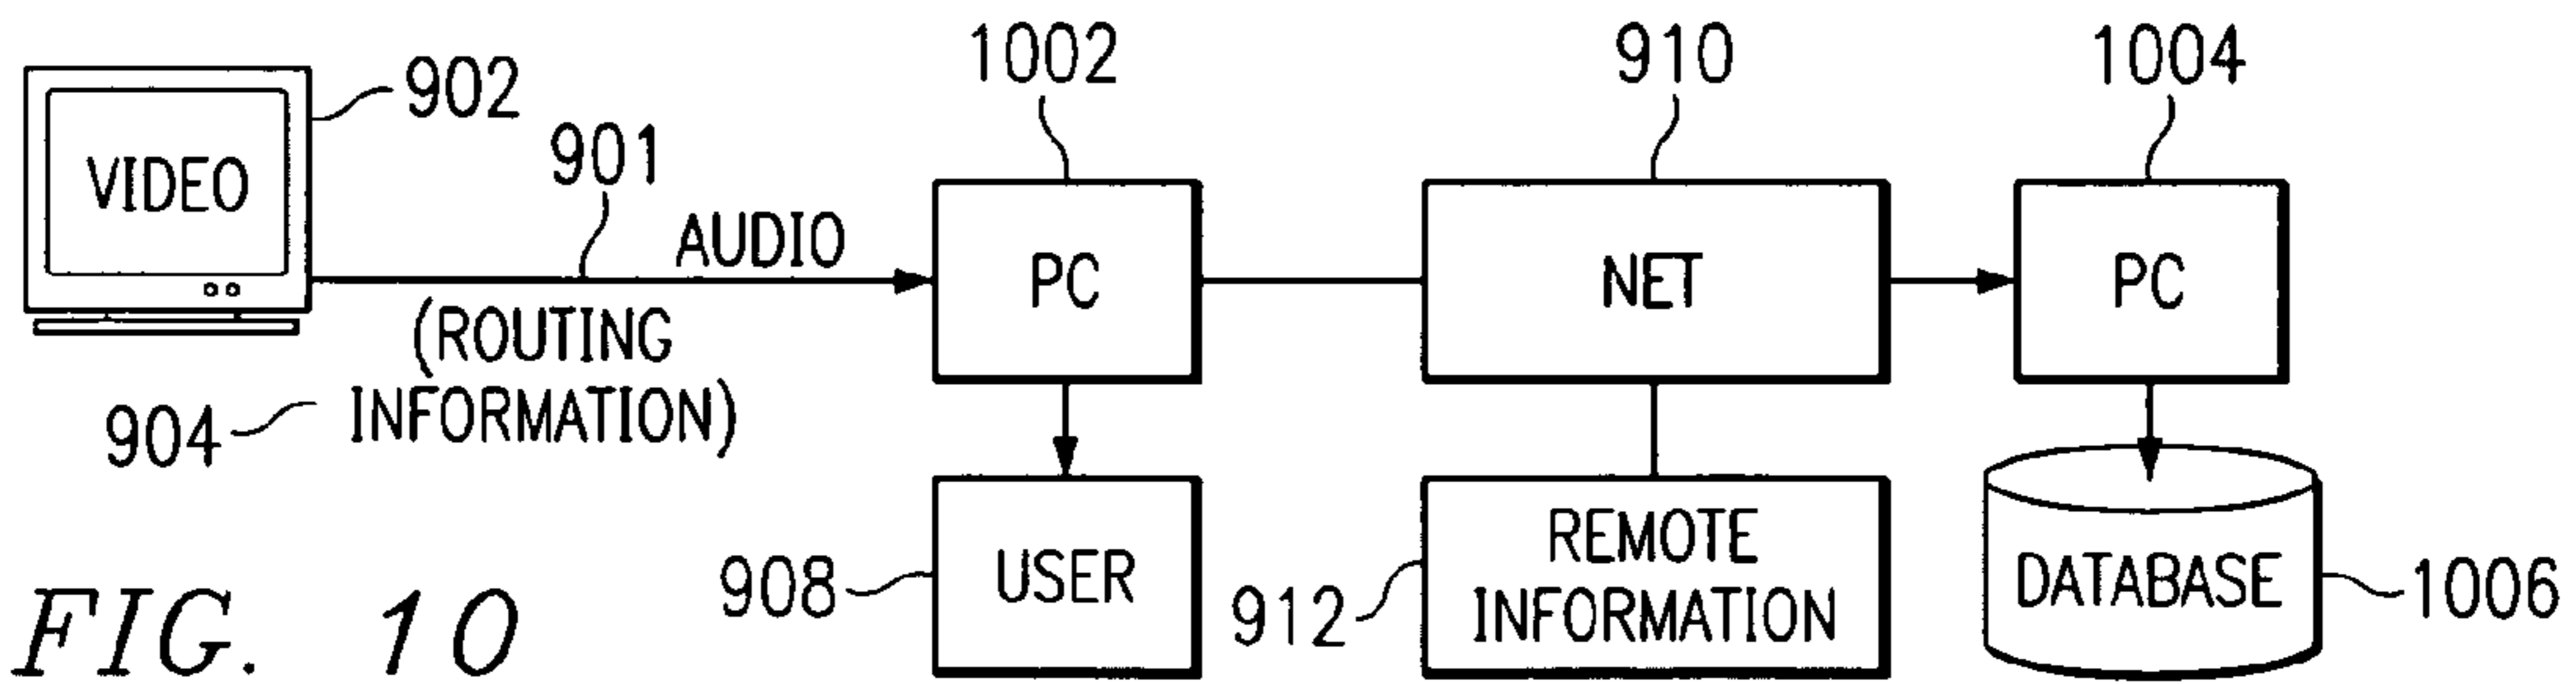 1002
910
1004
902
901
VIDEO
AUDIO
PC
NET
PC
(ROUTING
INFORMATION)
904
908
USER
912
REMOTE
INFORMATION
DATABASE
1006
FIG. 10